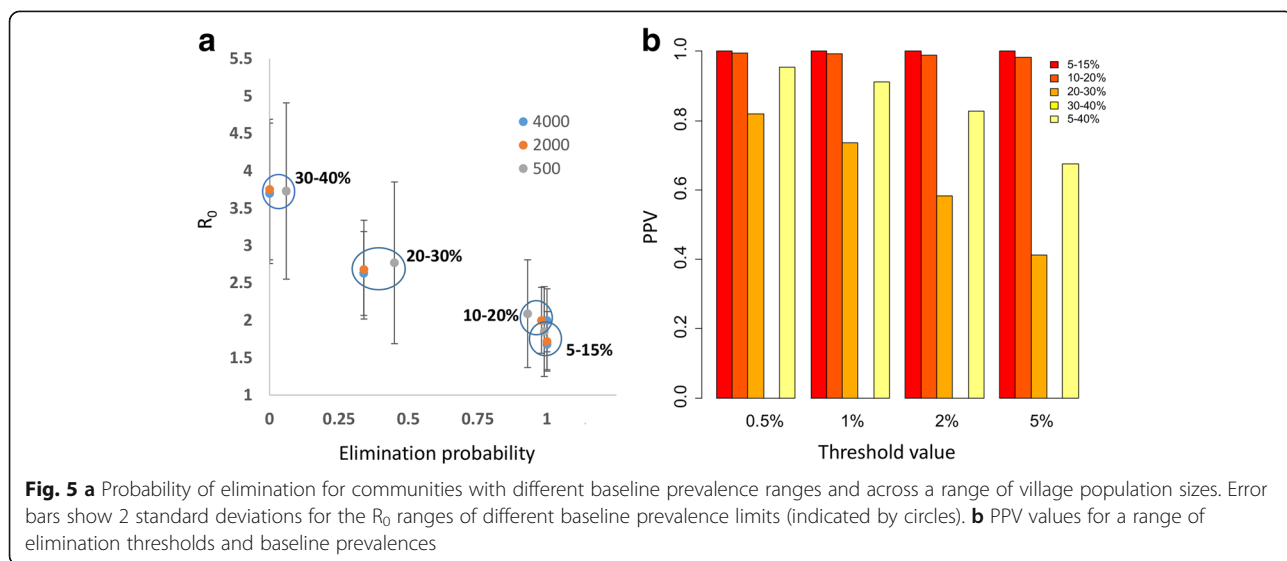 a
5.5
5
4.5
4
3.5
3
2.5
2
1.5
1
R0
0 0.25 0.5 0.75 1
Elimination probability
4000
2000
500
30-40%
20-30%
10-20%
5-15%
b
1.0
0.8
0.6
0.4
0.2
0.0
PPV
0.5% 1% 2% 5%
Threshold value
5-15%
10-20%
20-30%
30-40%
5-40%
Fig. 5 a Probability of elimination for communities with different baseline prevalence ranges and across a range of village population sizes. Error
bars show 2 standard deviations for the R0 ranges of different baseline prevalence limits (indicated by circles). b PPV values for a range of
elimination thresholds and baseline prevalences